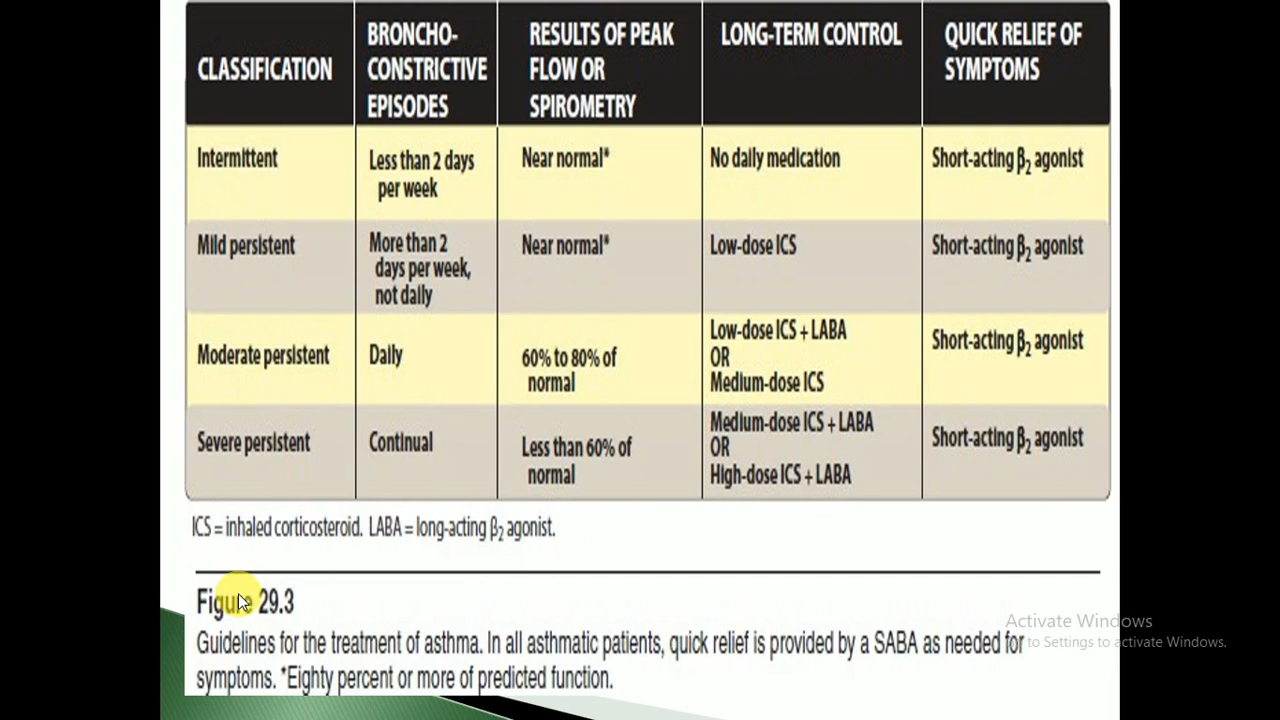 CLASSIFICATION
BRONCHO-
CONSTRICTIVE
EPISODES
RESULTS OF PEAK
FLOW OR
SPIROMETRY
LONG-TERM CONTROL
QUICK RELIEF OF
SYMPTOMS
Intermittent
Less than 2 days
per week
Near normal*
No daily medication
Short-acting β2 agonist
Mild persistent
More than 2
days per week,
not daily
Near normal*
Low-dose ICS
Short-acting β2 agonist
Moderate persistent
Daily
60% to 80% of
normal
Low-dose ICS + LABA
OR
Medium-dose ICS
Short-acting β2 agonist
Severe persistent
Continual
Less than 60% of
normal
Medium-dose ICS + LABA
OR
High-dose ICS + LABA
Short-acting β2 agonist
ICS = inhaled corticosteroid. LABA = long-acting β2 agonist.
Figure 29.3
Guidelines for the treatment of asthma. In all asthmatic patients, quick relief is provided by a SABA as needed for
symptoms. *Eighty percent or more of predicted function.
Activate Windows
to Settings to activate Windows.